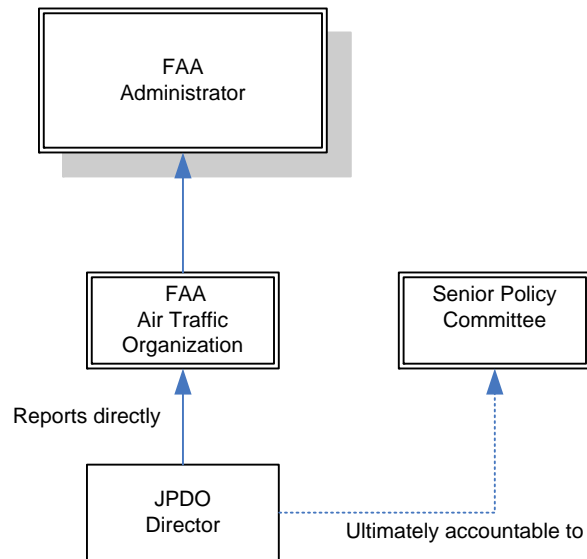 FAA
Administrator
FAA
Air Traffic
Organization
Senior Policy
Committee
Reports directly
JPDO
Director
Ultimately accountable to